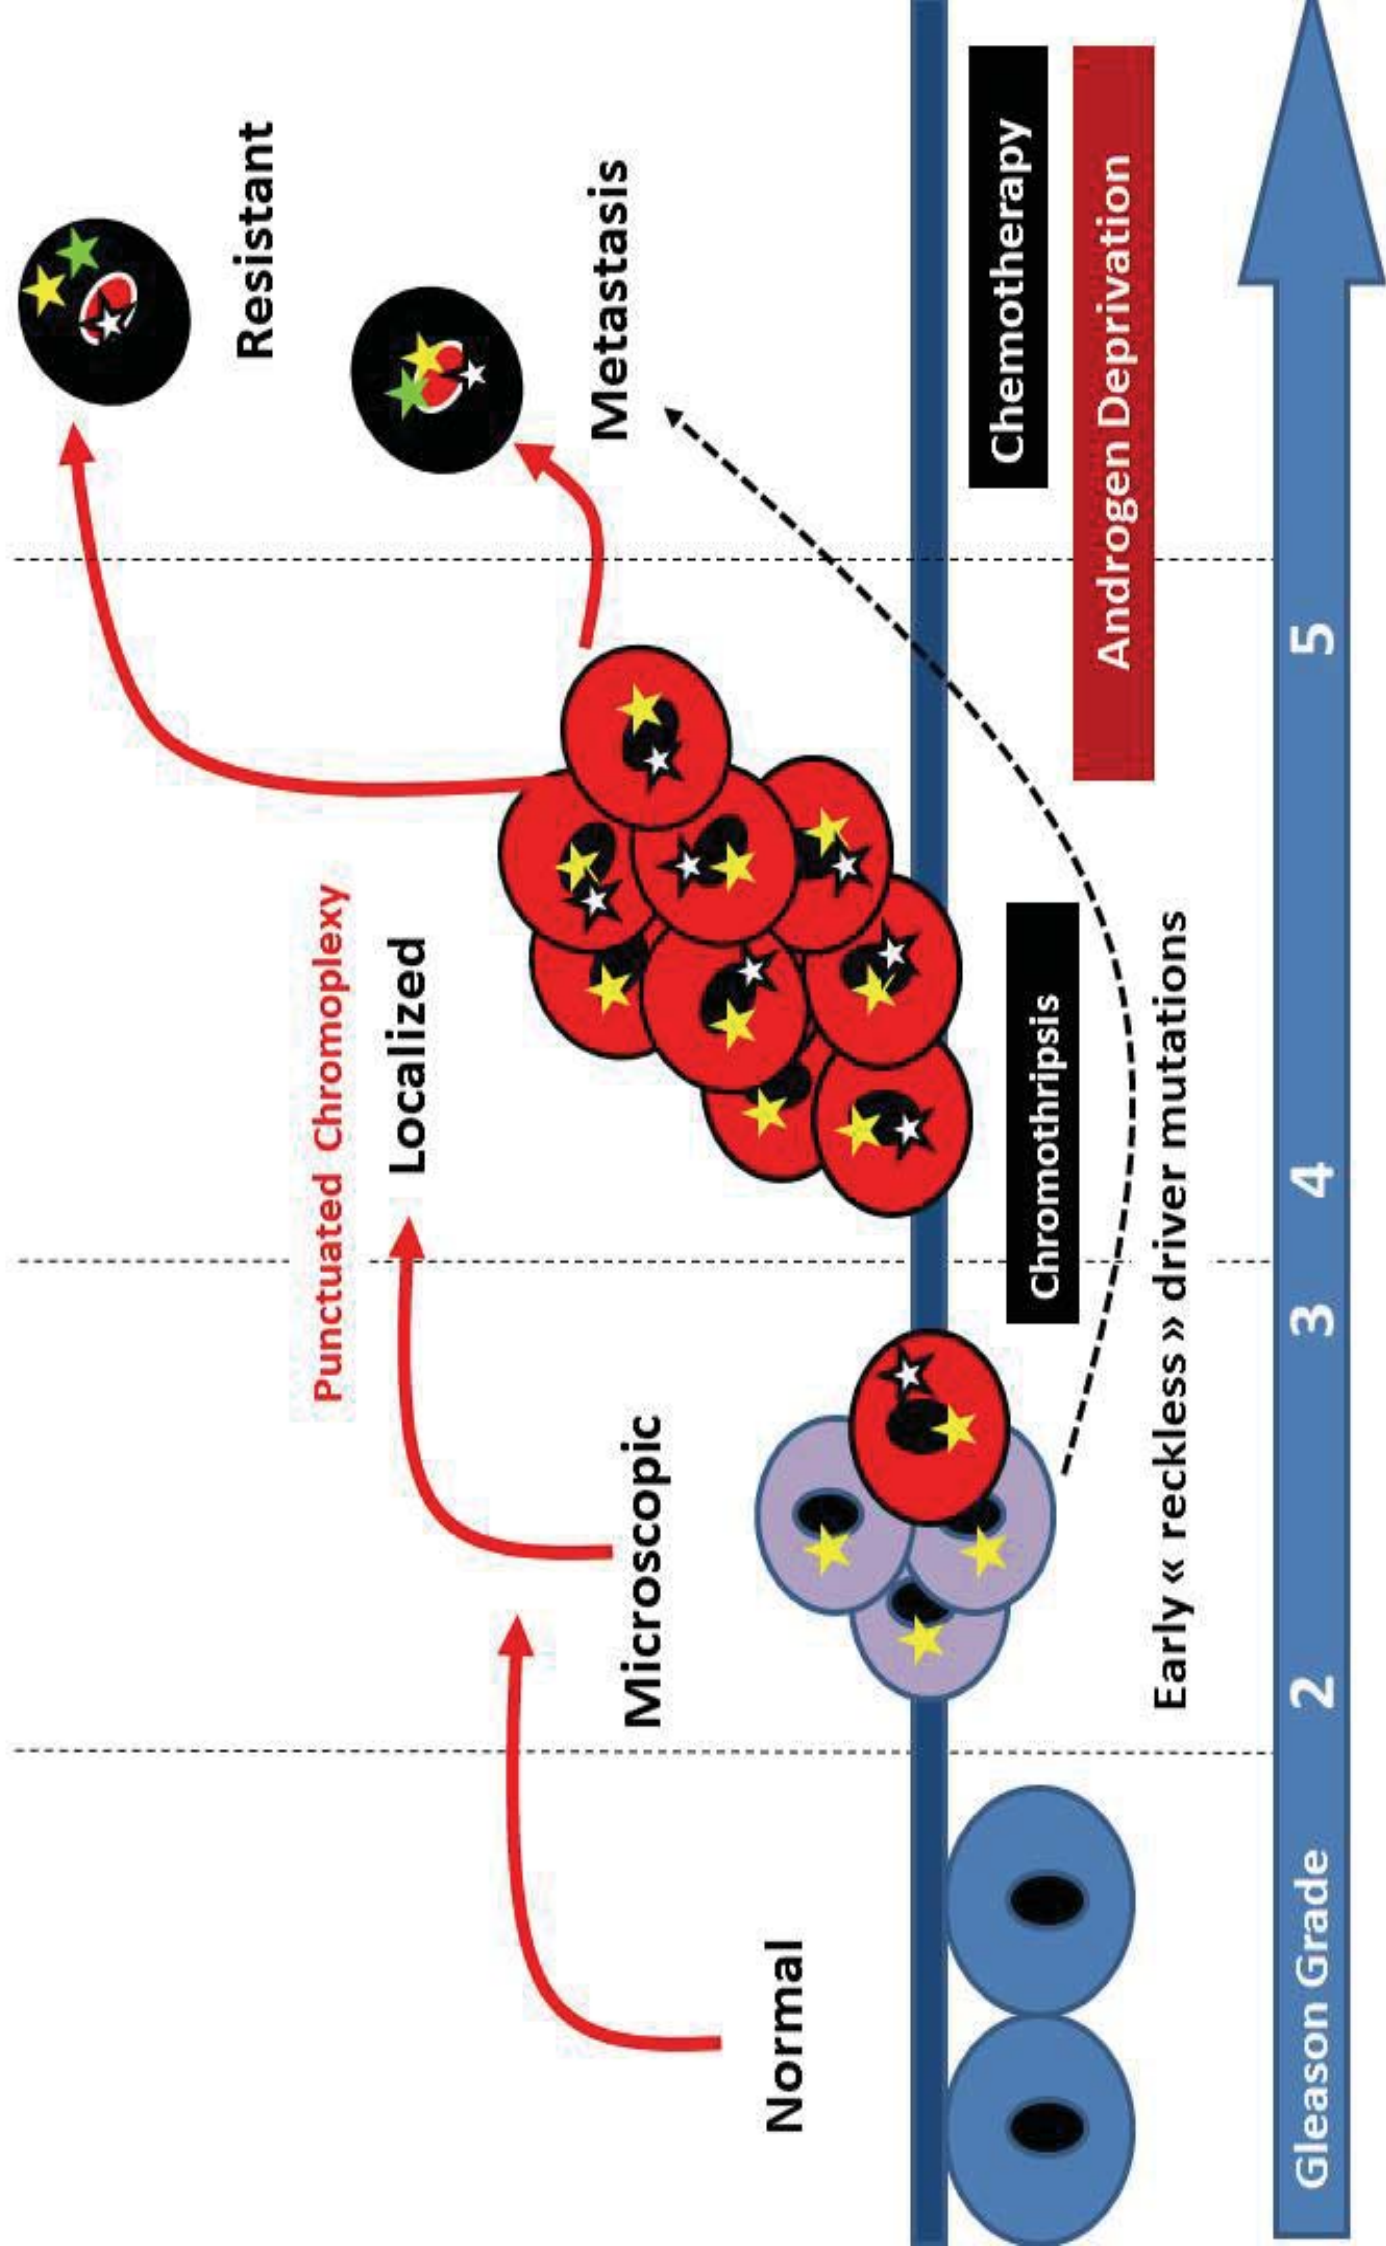 Resistant
Punctuated Chromoplexy
Localized
Metastasis
Microscopic
Normal
Chemotherapy
Androgen Deprivation
Chromothripsis
Early « reckless » driver mutations
Gleason Grade 2 3 4 5